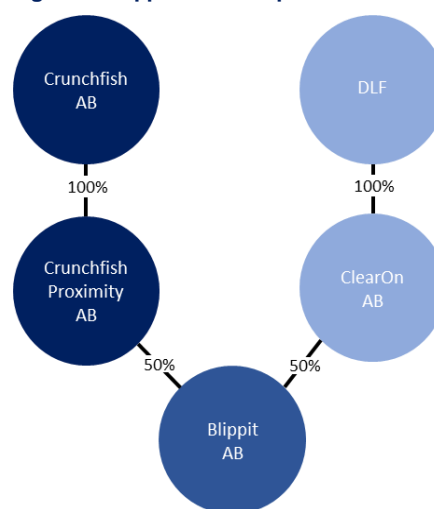 Crunchfish
AB
DLF
100%
100%
Crunchfish
Proximity
AB
ClearOn
AB
50%
50%
Blippit
AB